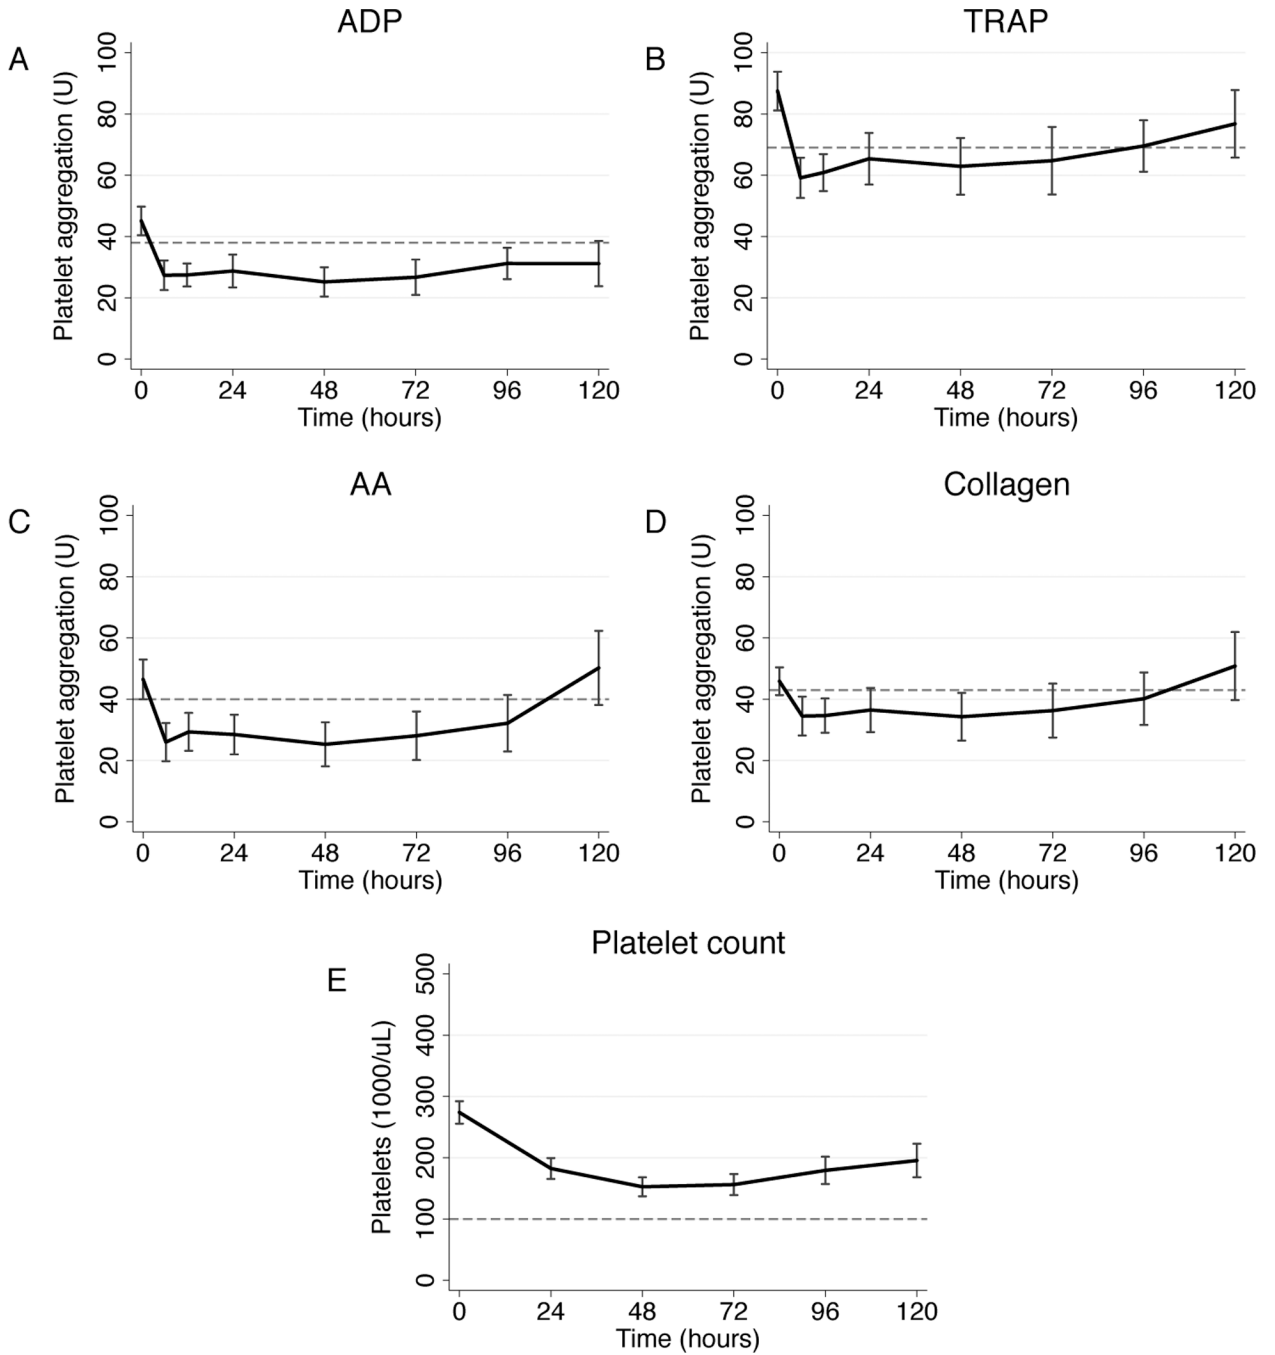 A
ADP
Platelet aggregation (U)
100
80
60
40
20
0
0 24 48 72 96 120
Time (hours)
B
TRAP
Platelet aggregation (U)
100
80
60
40
20
0
0 24 48 72 96 120
Time (hours)
C
AA
Platelet aggregation (U)
100
80
60
40
20
0
0 24 48 72 96 120
Time (hours)
D
Collagen
Platelet aggregation (U)
100
80
60
40
20
0
0 24 48 72 96 120
Time (hours)
E
Platelet count
Platelets (1000/uL)
500
400
300
200
100
0
0 24 48 72 96 120
Time (hours)